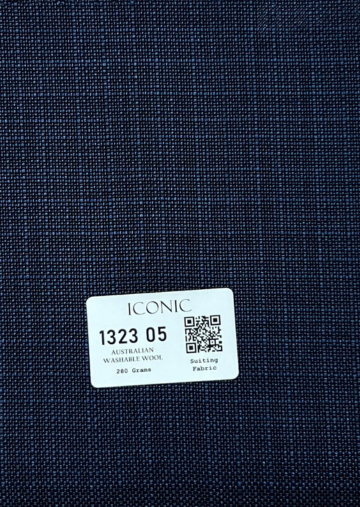 ICONIC
1323 05
AUSTRALIAN
WASHABLE WOOL
280 Grams
Suiting
Fabric